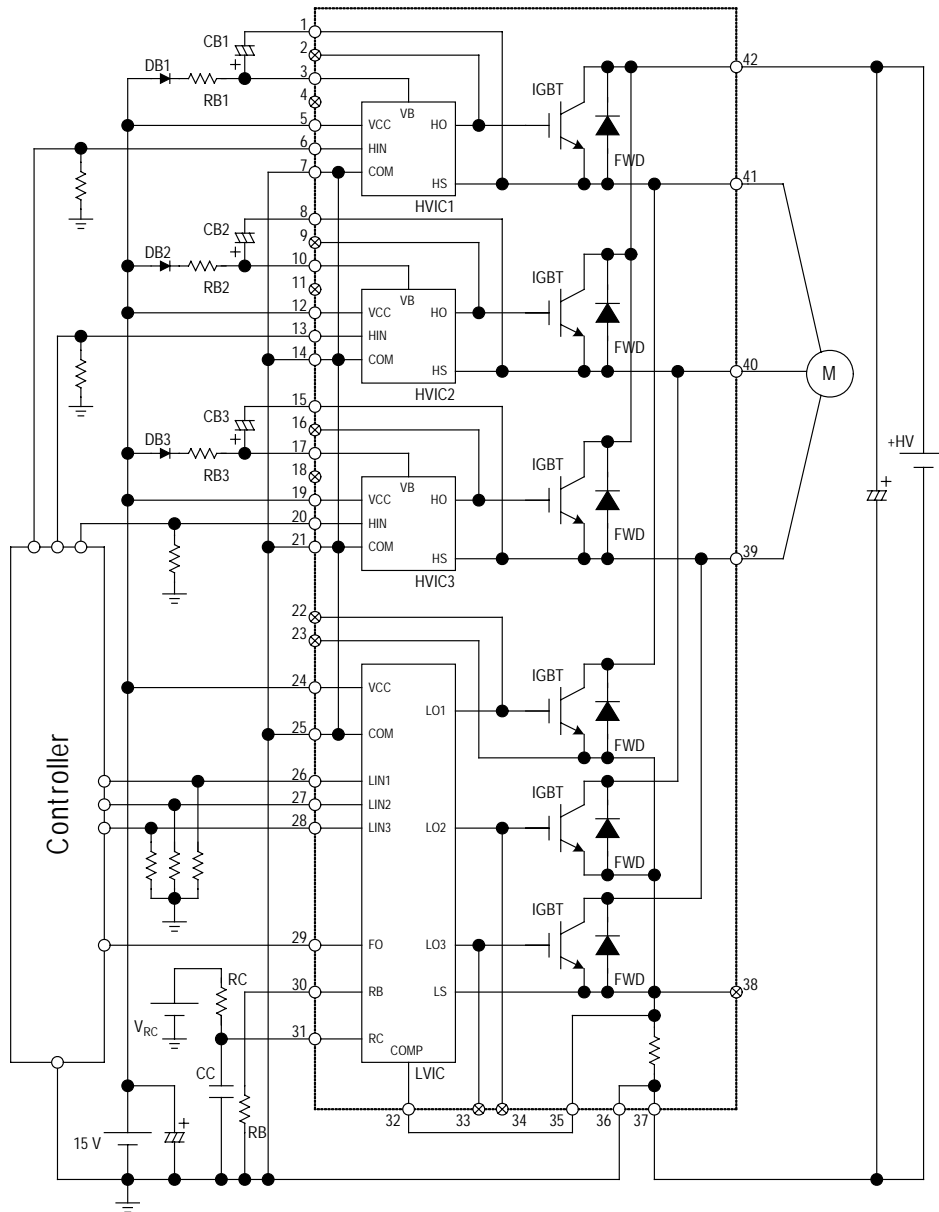 1
CB1
2
+
DB1
3
42
RB1
4
IGBT
VB
5
VCC
HO
6
HIN
FWD
7
COM
HS
41
HVIC1
8
CB2
9
+
DB2
10
RB2
11
IGBT
VB
12
VCC
HO
13
HIN
FWD
14
COM
HS
40
M
HVIC2
15
CB3
16
+
DB3
17
+HV
RB3
18
IGBT
VB
19
VCC
HO
+
20
HIN
FWD
21
COM
HS
39
HVIC3
22
23
IGBT
24
VCC
LO1
25
COM
FWD
Controller
26
LIN1
IGBT
27
LIN2
28
LIN3
LO2
FWD
IGBT
29
FO
LO3
RC
FWD
30
RB
LS
38
VRC
31
RC
COMP
CC
LVIC
32
33
34
35
36
37
+
15 V
RB